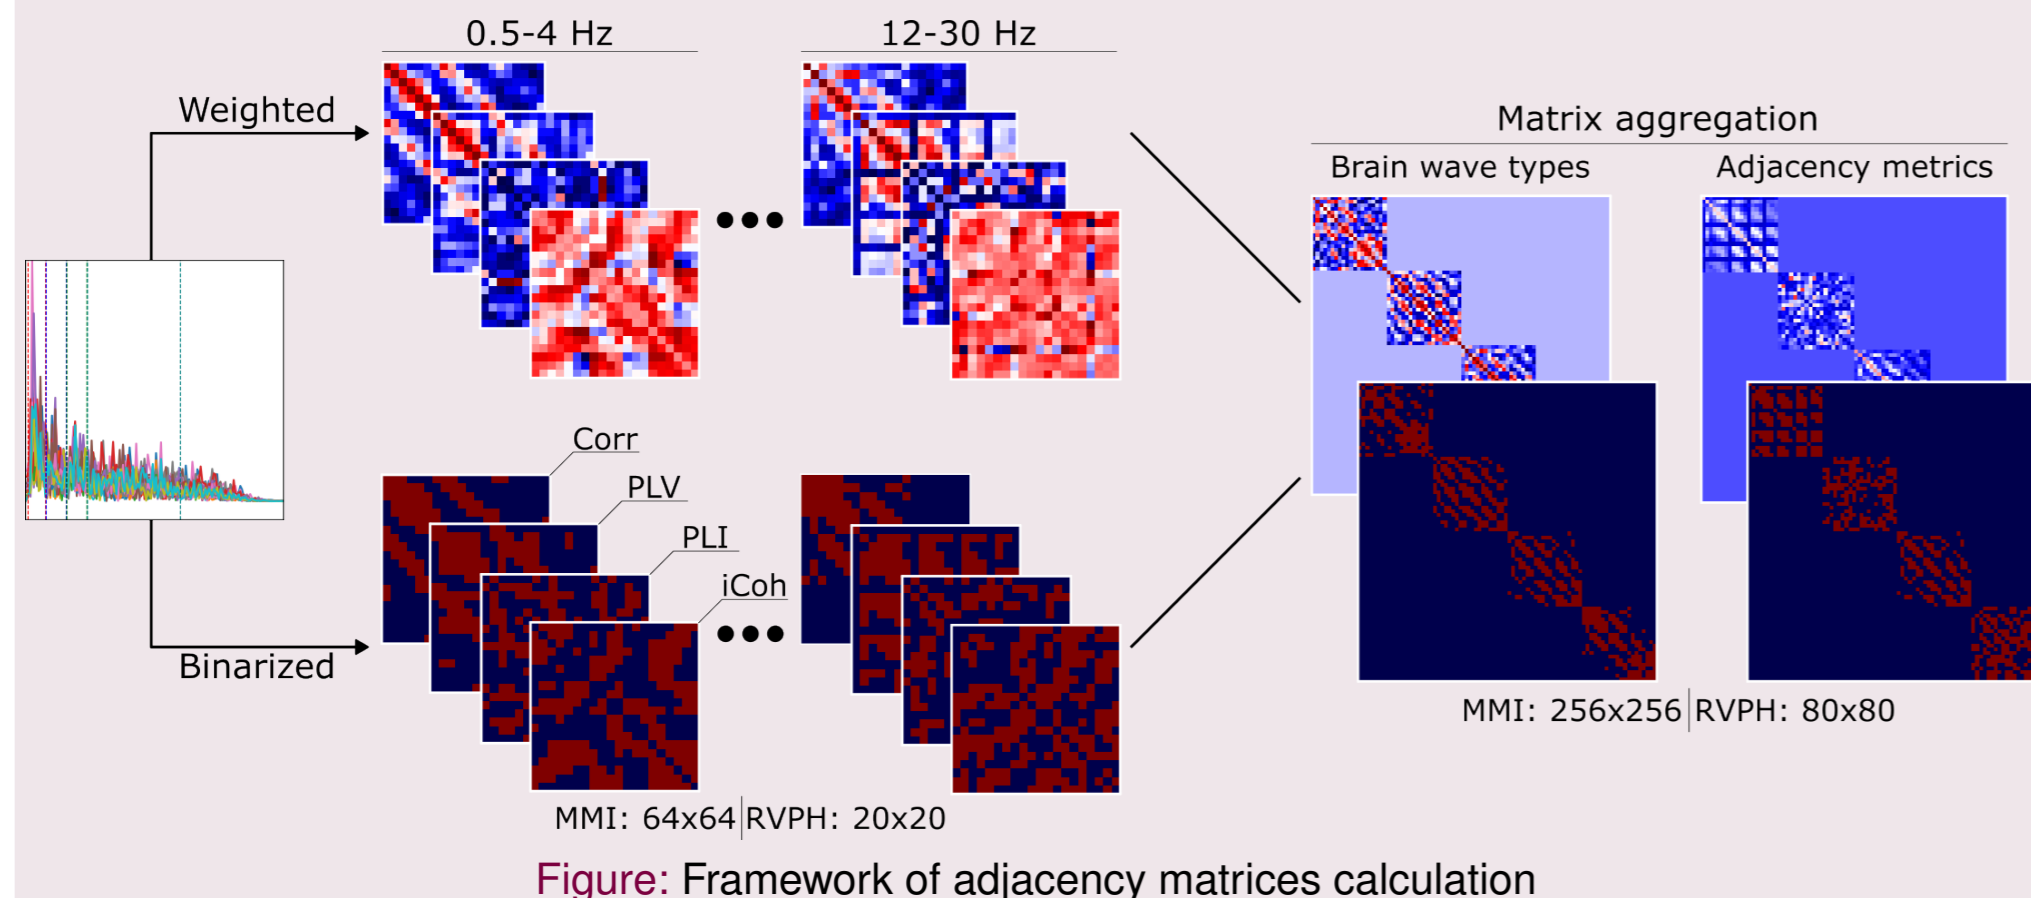 0.5-4 Hz
12-30 Hz
Weighted
Matrix aggregation
Brain wave types
Adjacency metrics
Corr
PLV
PLI
iCoh
Binarized
MMI: 256x256|RVPH: 80x80
MMI: 64x64|RVPH: 20x20
Figure: Framework of adjacency matrices calculation